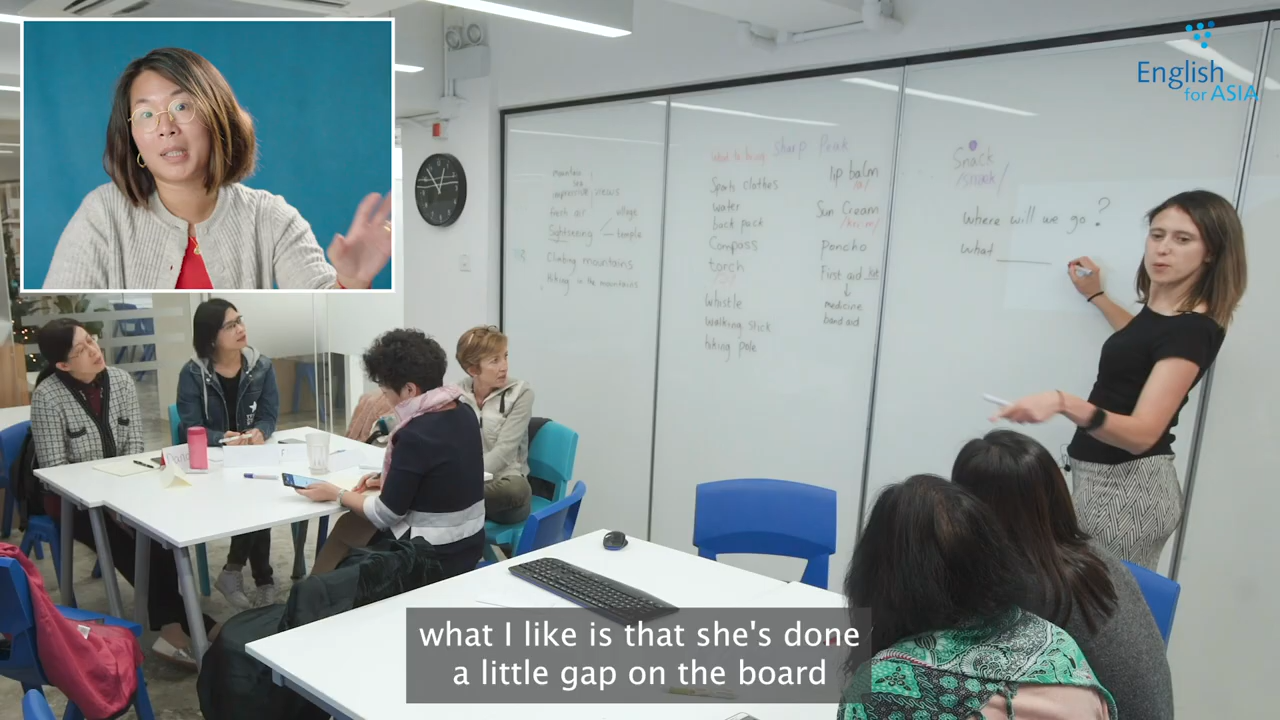 English
for ASIA
mountain
views
fresh air
village
Sightseeing
temple
Climbing mountains
Hiking in the mountains
Sharp Peak
what to bring
Sports clothes
water
back pack
Compass
torch
whistle
Walking stick
hiking pole
lip balm
Sun Cream
Poncho
First aid kit
medicine
band aid
Snack
where will we go?
what
what I like is that she's done
a little gap on the board